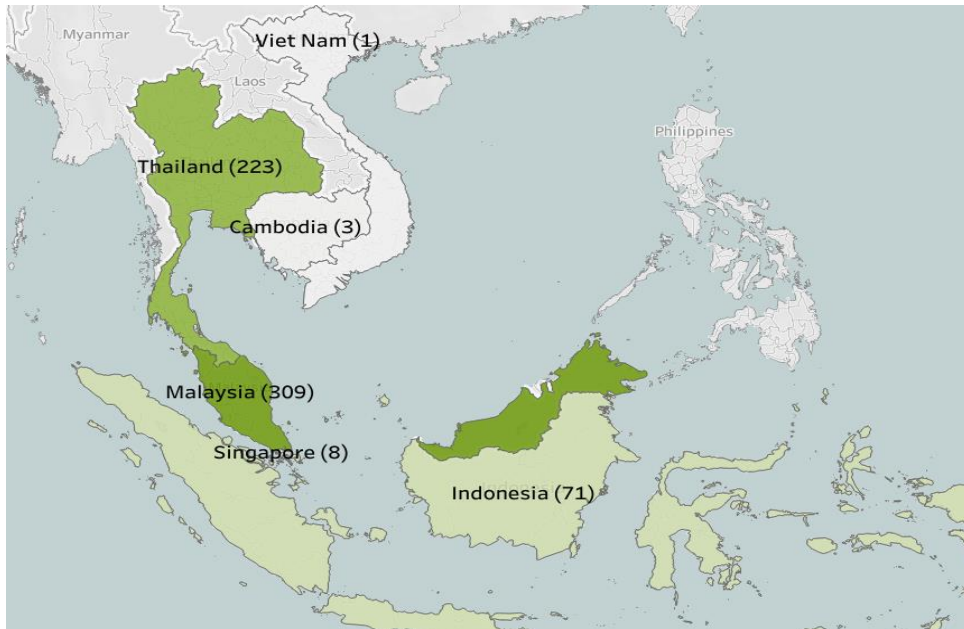 Myanmar
Viet Nam (1)
Laos
Philippines
Thailand (223)
Cambodia (3)
Malaysia (309)
Singapore (8)
Indonesia (71)